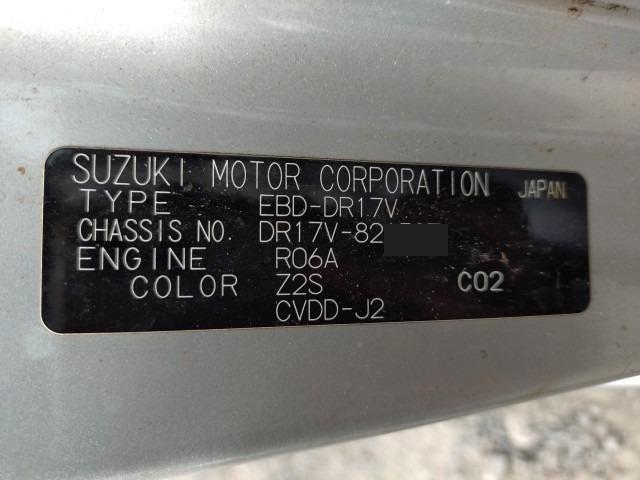 SUZUKI MOTOR CORPORATION JAPAN
TYPE EBD-DR17V
CHASSIS NO. DR17V-82
ENGINE R06A
COLOR Z2S C02
CVDD-J2